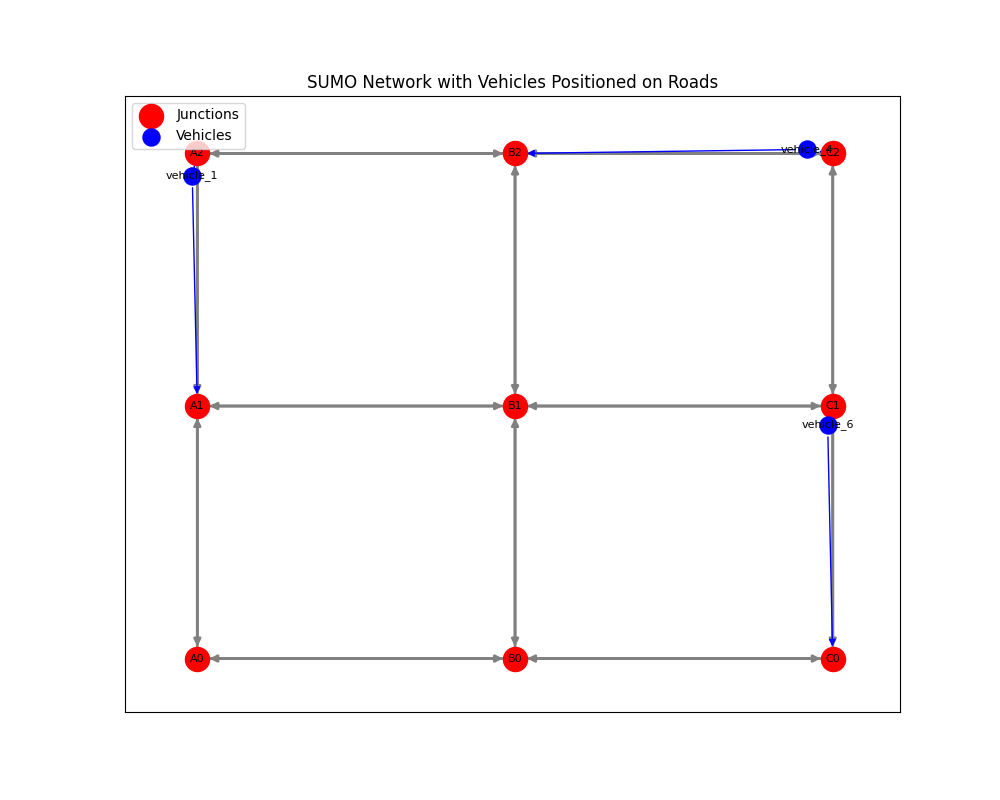 SUMO Network with Vehicles Positioned on Roads
Junctions
Vehicles
A2
B2
vehicle_4
C2
vehicle_1
A1
B1
C1
vehicle_6
A0
B0
C0